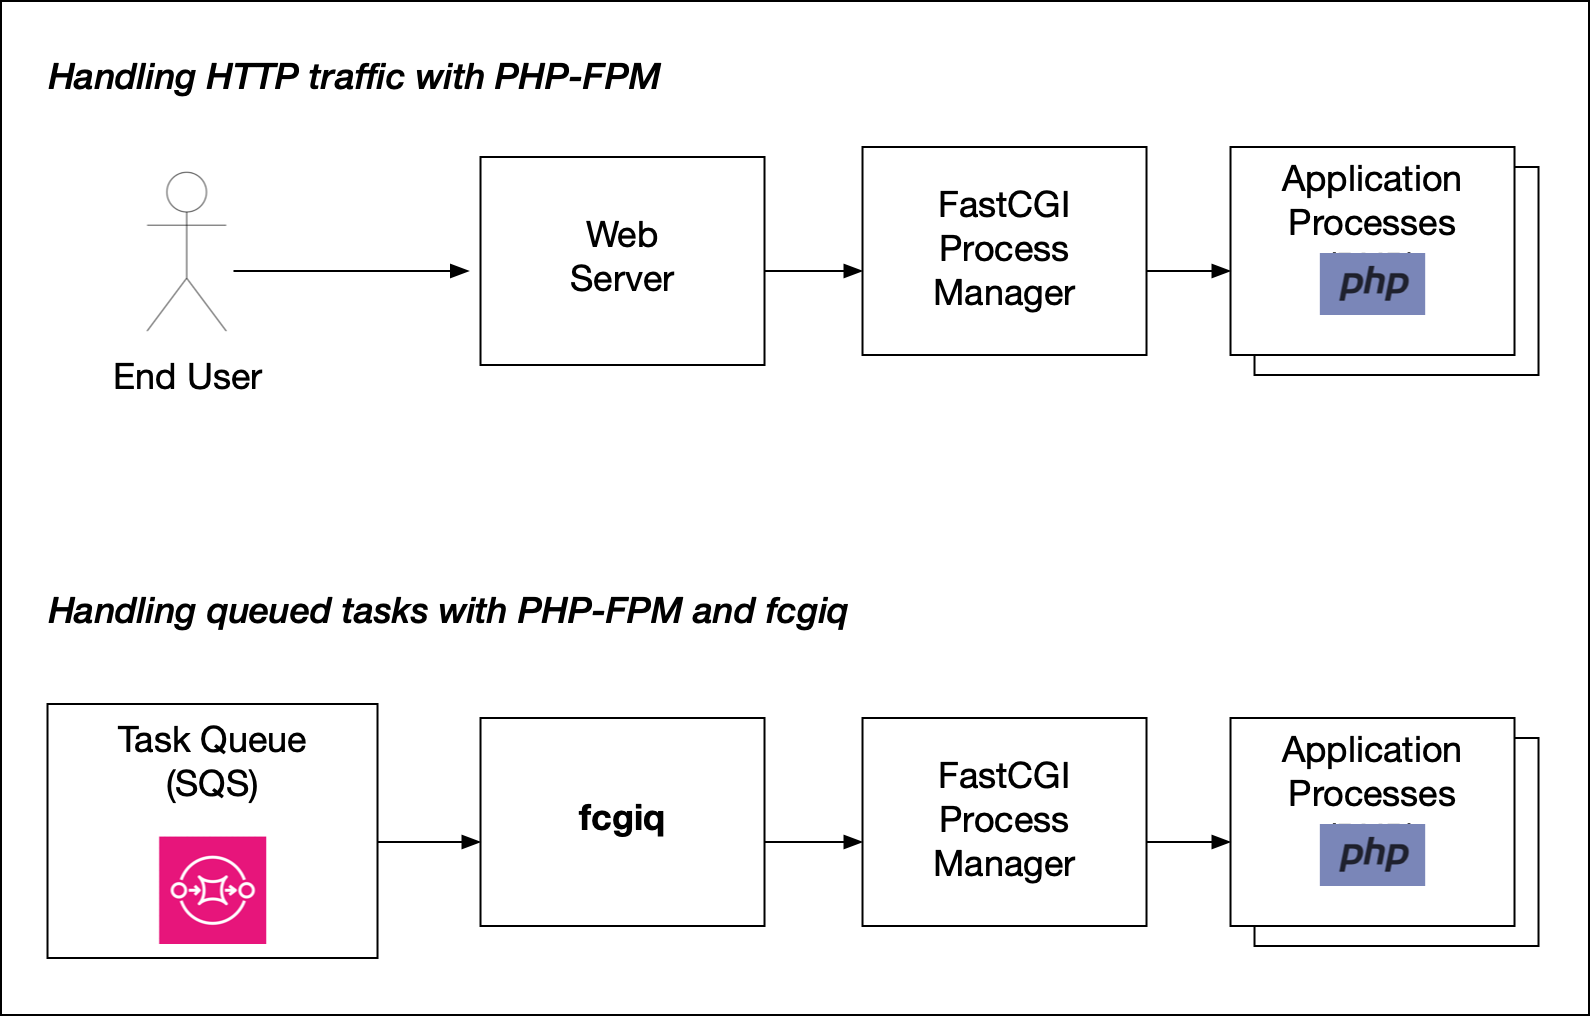 Handling HTTP traffic with PHP-FPM
End User
Web
Server
FastCGI
Process
Manager
Application
Processes
php
Handling queued tasks with PHP-FPM and fcgiq
Task Queue
(SQS)
fcgiq
FastCGI
Process
Manager
Application
Processes
php